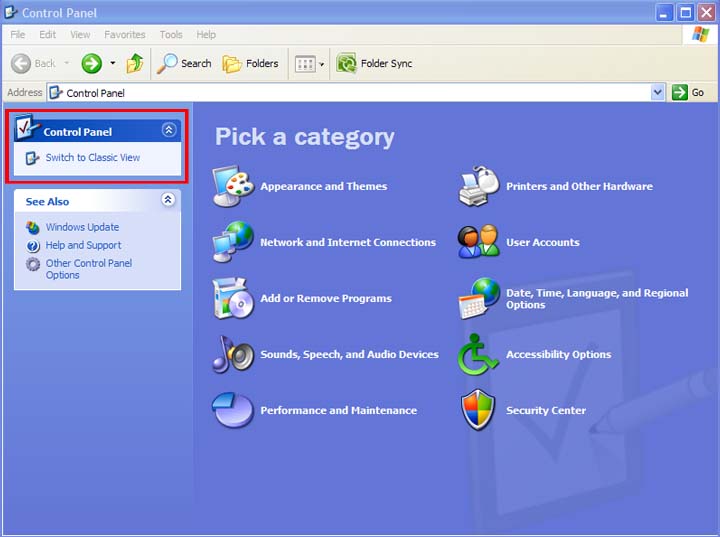 Control Panel
File Edit View Favorites Tools Help
Back Search Folders Folder Sync
Address Control Panel Go
Control Panel
Switch to Classic View
See Also
Windows Update
Help and Support
Other Control Panel
Options
Pick a category
Appearance and Themes
Printers and Other Hardware
Network and Internet Connections
User Accounts
Add or Remove Programs
Date, Time, Language, and Regional
Options
Sounds, Speech, and Audio Devices
Accessibility Options
Performance and Maintenance
Security Center